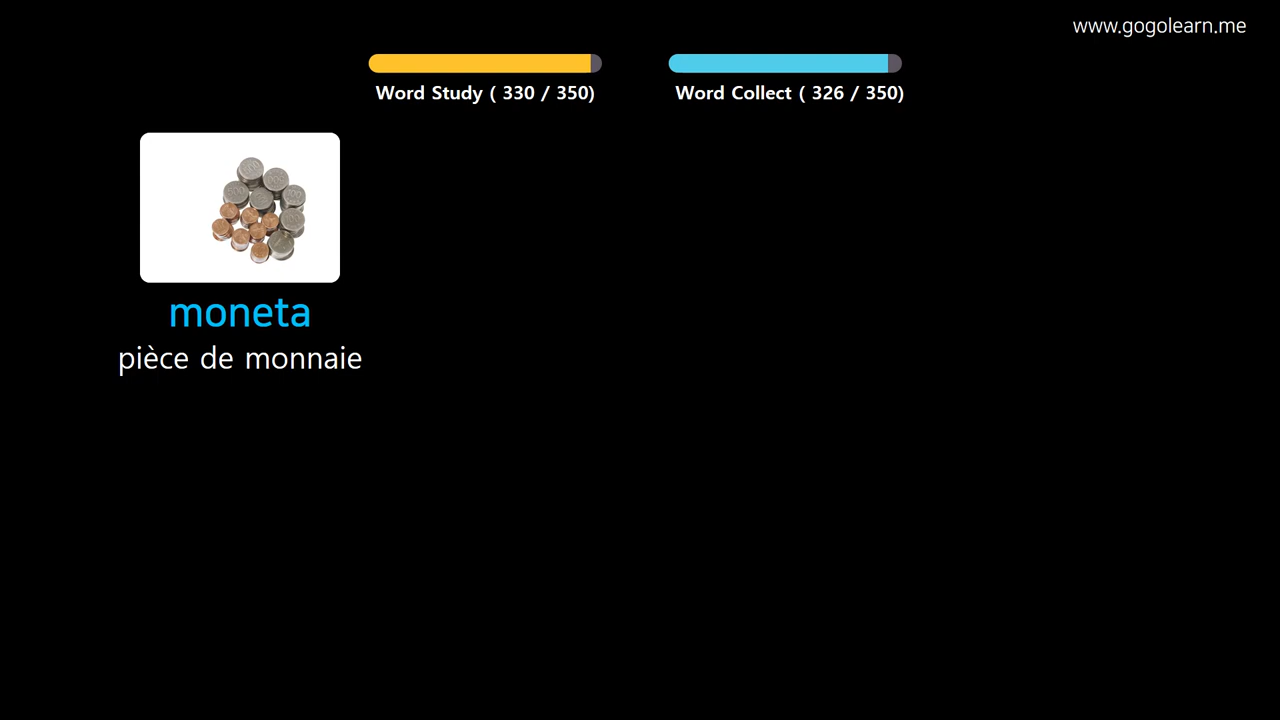 www.gogolearn.me
Word Study ( 330 / 350)
Word Collect ( 326 / 350)
moneta
pièce de monnaie